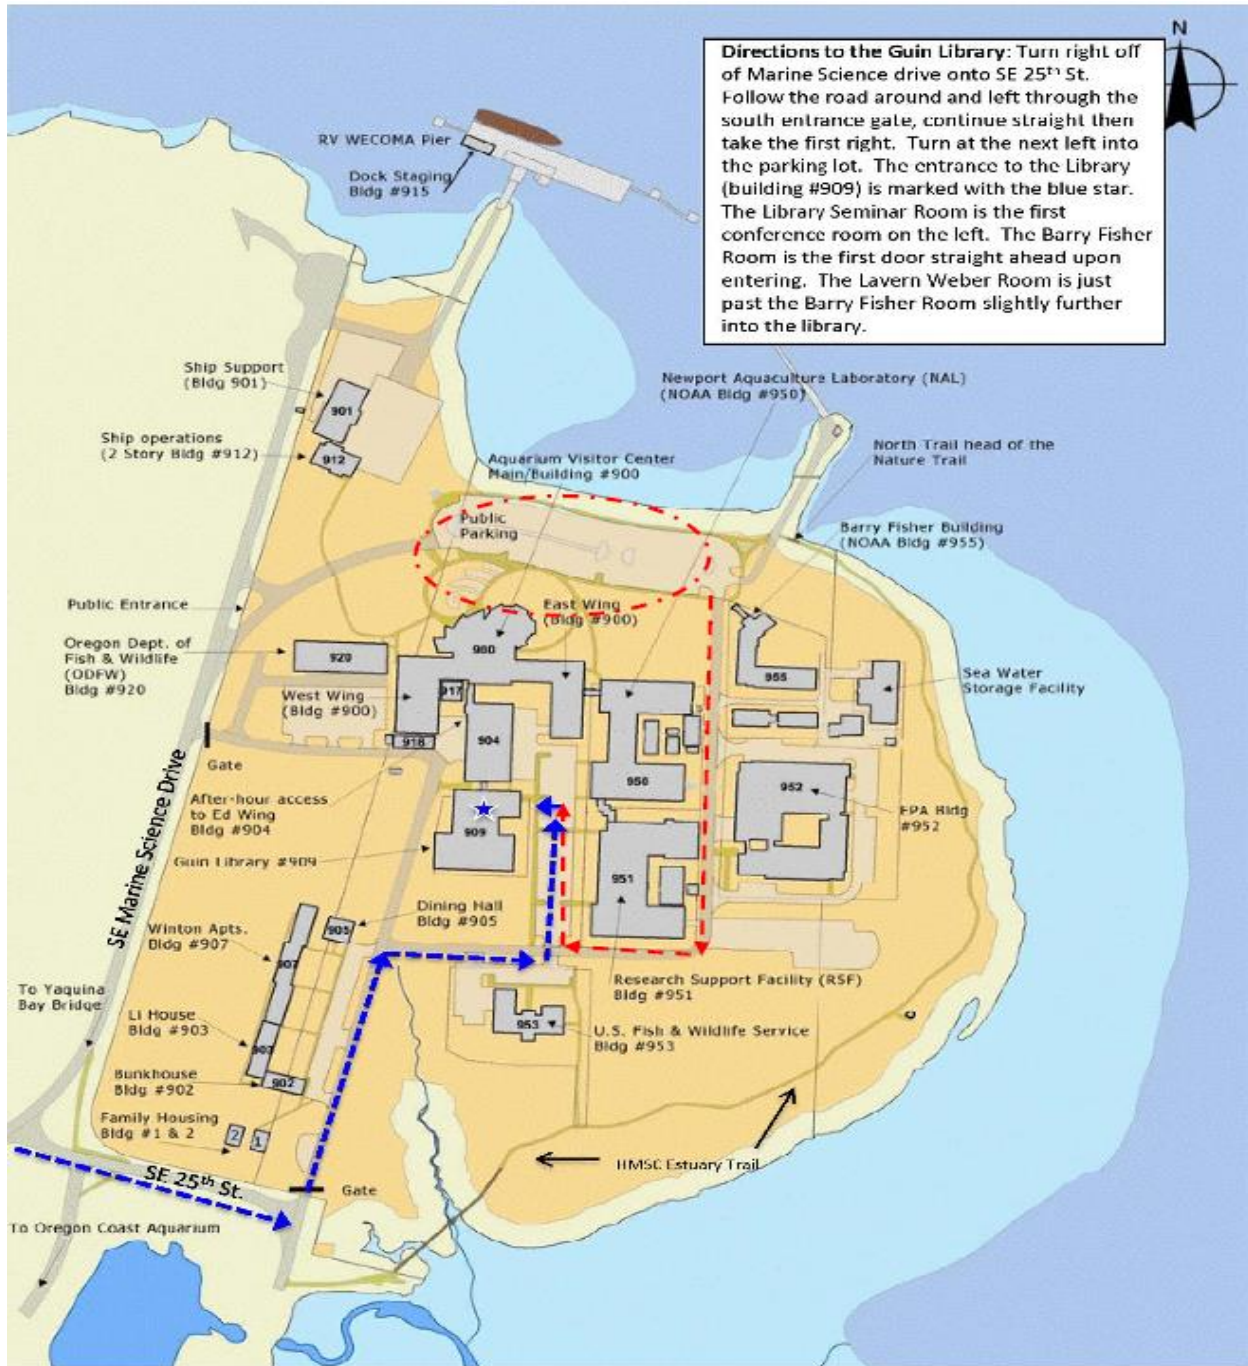 N
Directions to the Guin Library: Turn right off
of Marine Science drive onto SE 25th St.
Follow the road around and left through the
south entrance gate, continue straight then
take the first right. Turn at the next left into
the parking lot. The entrance to the Library
(building #909) is marked with the blue star.
The Library Seminar Room is the first
conference room on the left. The Barry Fisher
Room is the first door straight ahead upon
entering. The Lavern Weber Room is just
past the Barry Fisher Room slightly further
into the library.
RV WECOMA Pier
Dock Staging
Bldg #915
Ship Support
(Bldg 901)
901
Ship operations
(2 Story Bldg #912)
912
Newport Aquaculture Laboratory (NAL)
(NOAA Bldg #950)
Aquarium Visitor Center
Main/Building #900
North Trail head of the
Nature Trail
Public
Parking
Barry Fisher Building
(NOAA Bldg #955)
Public Entrance
East Wing
(Bldg #900)
Oregon Dept. of
Fish & Wildlife
(ODFW)
Bldg #920
920
900
955
Sea Water
Storage Facility
West Wing
(Bldg #900)
917
918
904
950
952
Gate
SE Marine Science Drive
After-hour access
to Ed Wing
Bldg #904
EPA Bldg
#952
909
Guin Library #909
951
Dining Hall
Bldg #905
905
Winton Apts.
Bldg #907
907
Research Support Facility (RSF)
Bldg #951
To Yaquina
Bay Bridge
LI House
Bldg #903
903
953
U.S. Fish & Wildlife Service
Bldg #953
Bunkhouse
Bldg #902
902
Family Housing
Bldg #1 & 2
2
1
HMSC Estuary Trail
SE 25th St.
Gate
To Oregon Coast Aquarium